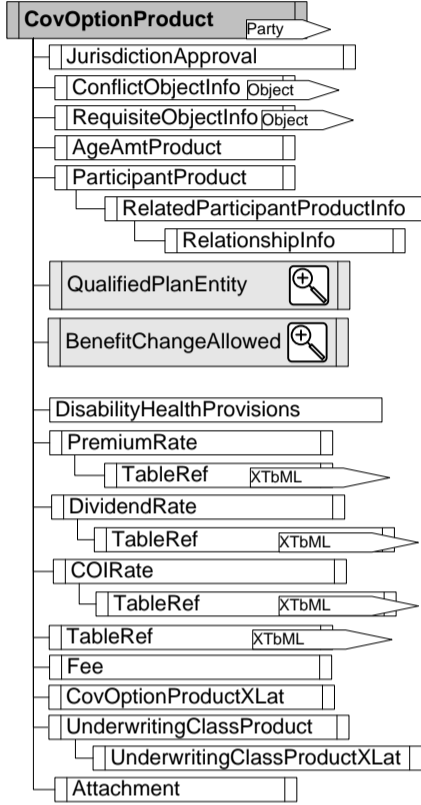 CovOptionProduct Party
JurisdictionApproval
ConflictObjectInfo Object
RequisiteObjectInfo Object
AgeAmtProduct
ParticipantProduct
RelatedParticipantProductInfo
RelationshipInfo
QualifiedPlanEntity
BenefitChangeAllowed
DisabilityHealthProvisions
PremiumRate
TableRef XTbML
DividendRate
TableRef XTbML
COIRate
TableRef XTbML
TableRef XTbML
Fee
CovOptionProductXLat
UnderwritingClassProduct
UnderwritingClassProductXLat
Attachment